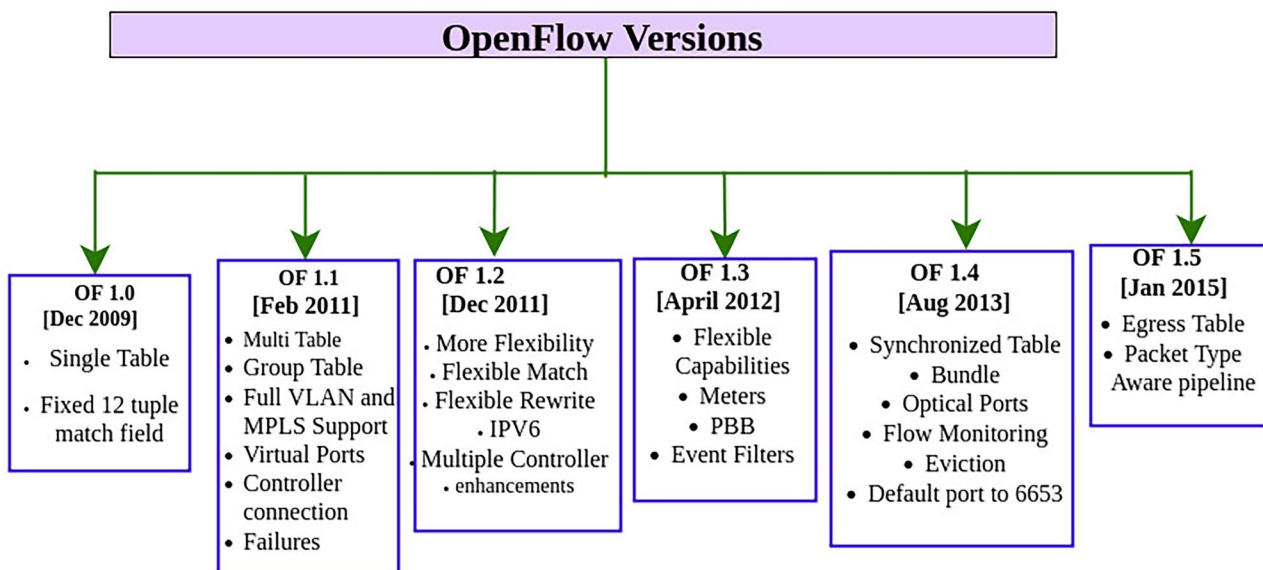 OpenFlow Versions
OF 1.0
[Dec 2009]
• Single Table
• Fixed 12 tuple
match field
OF 1.1
[Feb 2011]
• Multi Table
• Group Table
• Full VLAN and
MPLS Support
• Virtual Ports
• Controller
connection
• Failures
OF 1.2
[Dec 2011]
• More Flexibility
• Flexible Match
• Flexible Rewrite
• IPV6
• Multiple Controller
• enhancements
OF 1.3
[April 2012]
• Flexible
Capabilities
• Meters
• PBB
• Event Filters
OF 1.4
[Aug 2013]
• Synchronized Table
• Bundle
• Optical Ports
• Flow Monitoring
• Eviction
• Default port to 6653
OF 1.5
[Jan 2015]
• Egress Table
• Packet Type
Aware pipeline